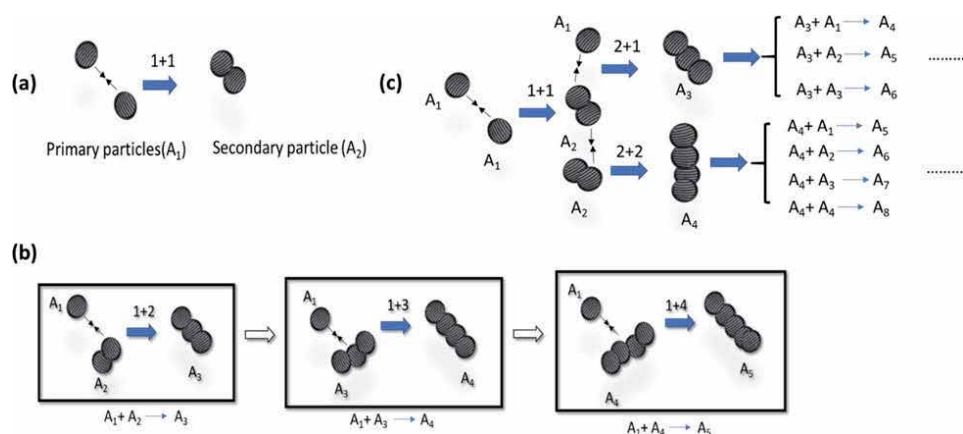 (a)
1+1
Primary particles(A₁)
Secondary particle (A₂)
(c)
A₁
A₁
1+1
A₁
2+1
A₃
A₂
A₂
2+2
A₄
A₃+ A₁ → A₄
A₃+ A₂ → A₅
A₃+ A₃ → A₆
............
A₄+ A₁ → A₅
A₄+ A₂ → A₆
A₄+ A₃ → A₇
A₄+ A₄ → A₈
............
(b)
A₁
1+2
A₂
A₃
A₁+ A₂ → A₃
A₁
1+3
A₃
A₄
A₁+ A₃ → A₄
A₁
1+4
A₄
A₅
A₁+ A₄ → A₅